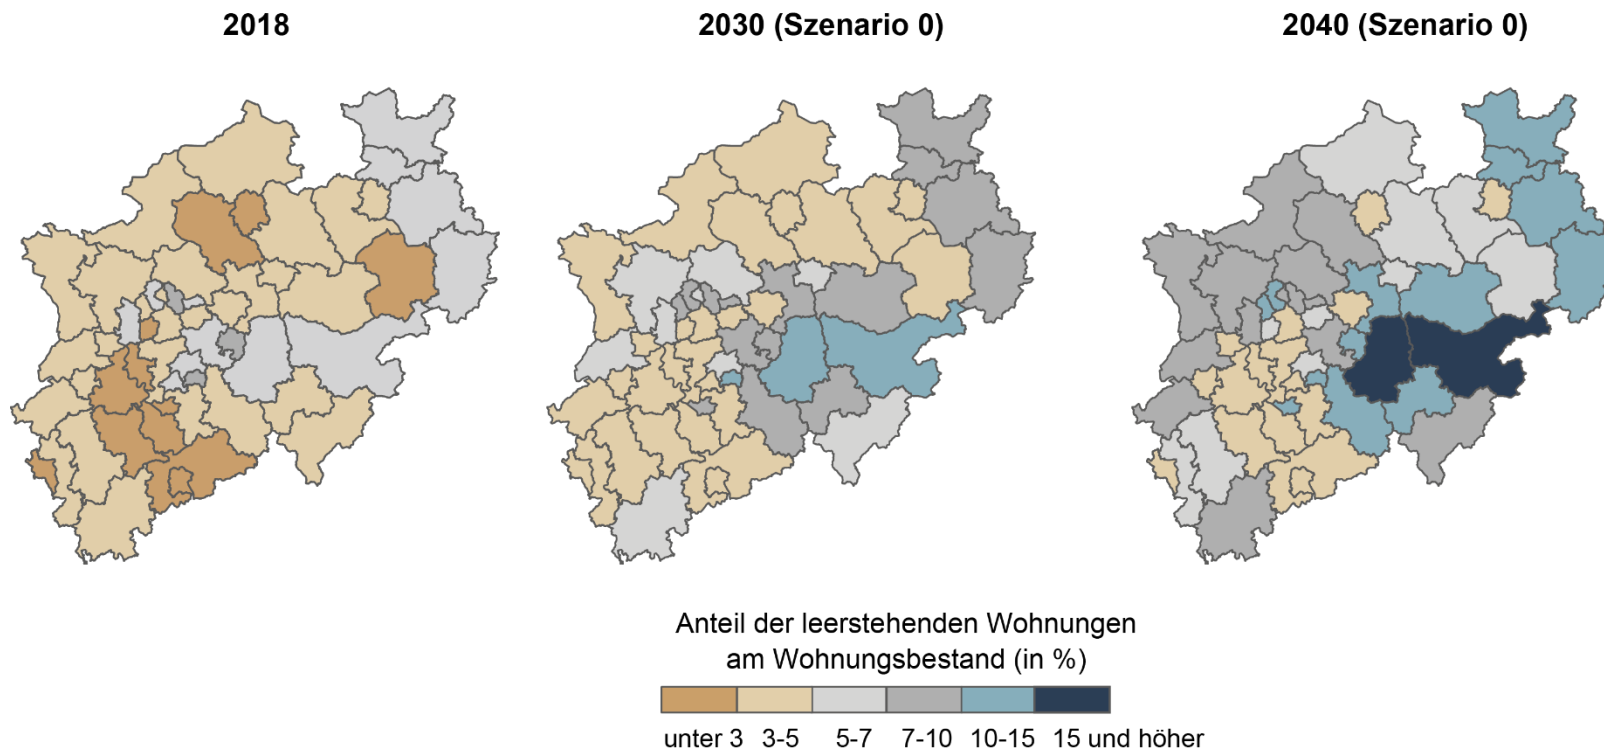 2018
2030 (Szenario 0)
2040 (Szenario 0)
Anteil der leerstehenden Wohnungen
am Wohnungsbestand (in %)
unter 3 3-5 5-7 7-10 10-15 15 und höher